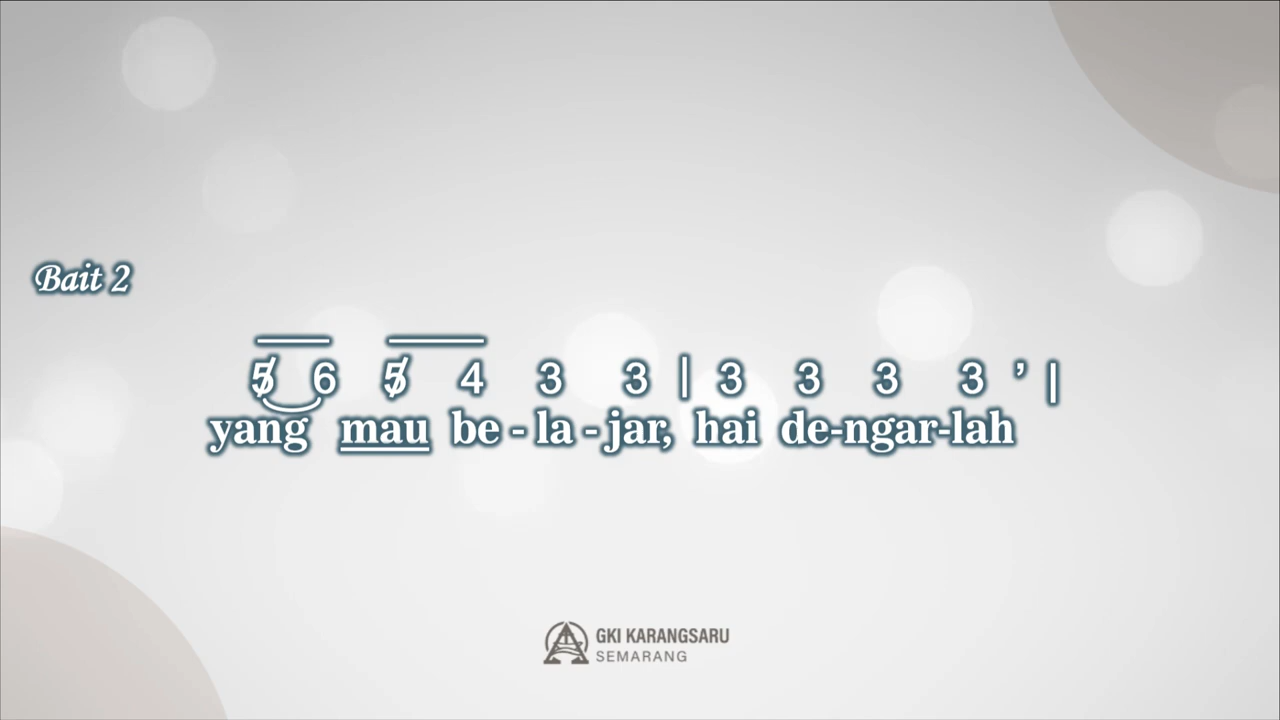 Bait 2
5̸ 6 5̸ 4 3 3 | 3 3 3 3 ’ |
yang mau be - la - jar, hai de-ngar-lah
GKI KARANGSARU
SEMARANG